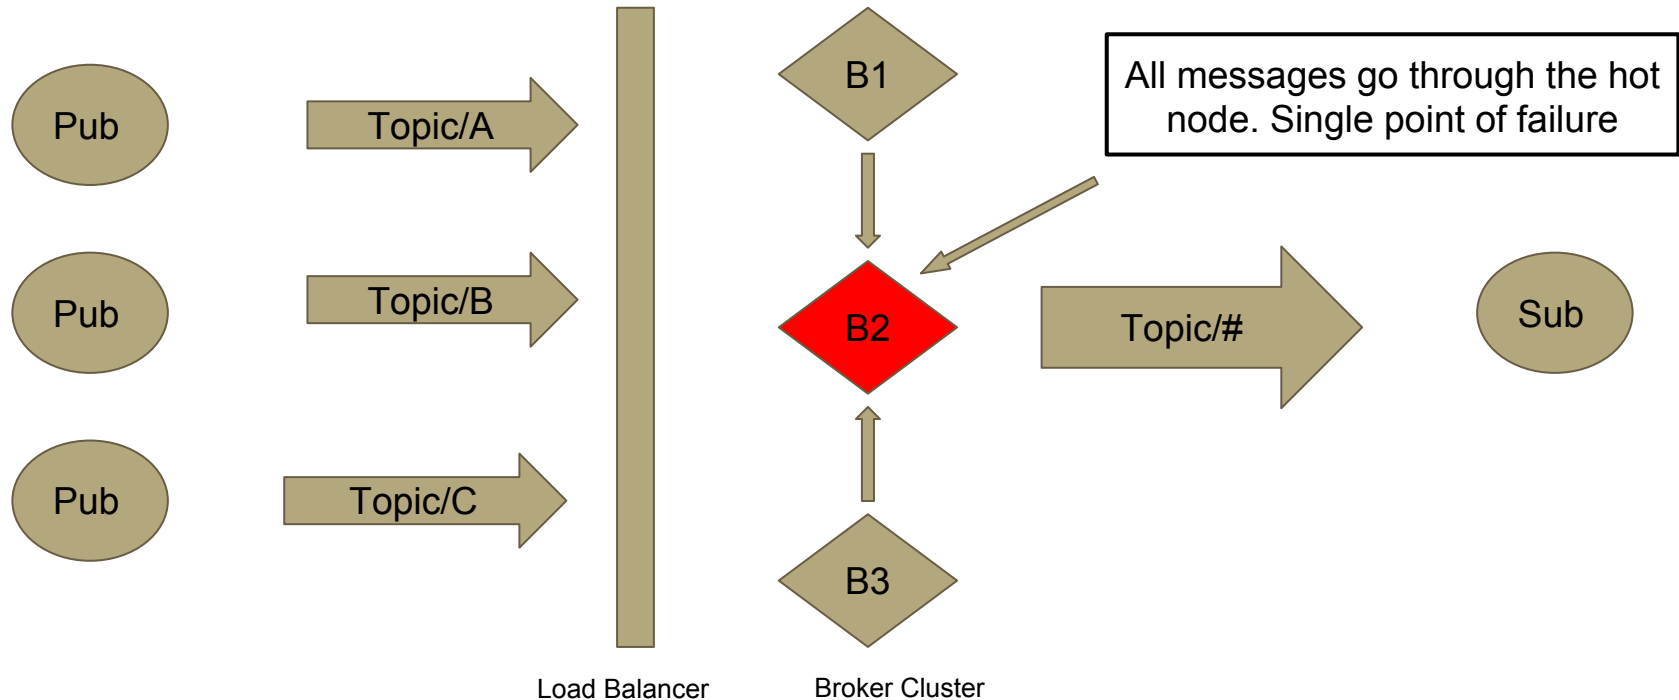 Pub
Topic/A
B1
All messages go through the hot
node. Single point of failure
Pub
Topic/B
B2
Topic/#
Sub
Pub
Topic/C
B3
Load Balancer
Broker Cluster